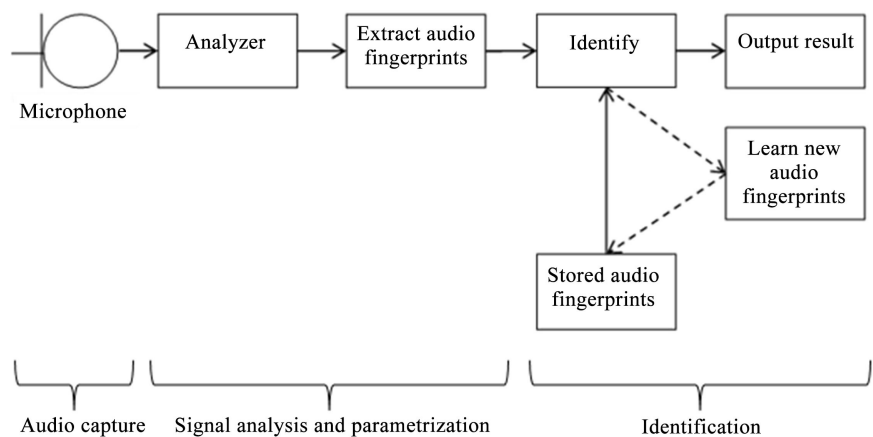 Microphone
Analyzer
Extract audio
fingerprints
Identify
Output result
Learn new
audio
fingerprints
Stored audio
fingerprints
Audio capture
Signal analysis and parametrization
Identification